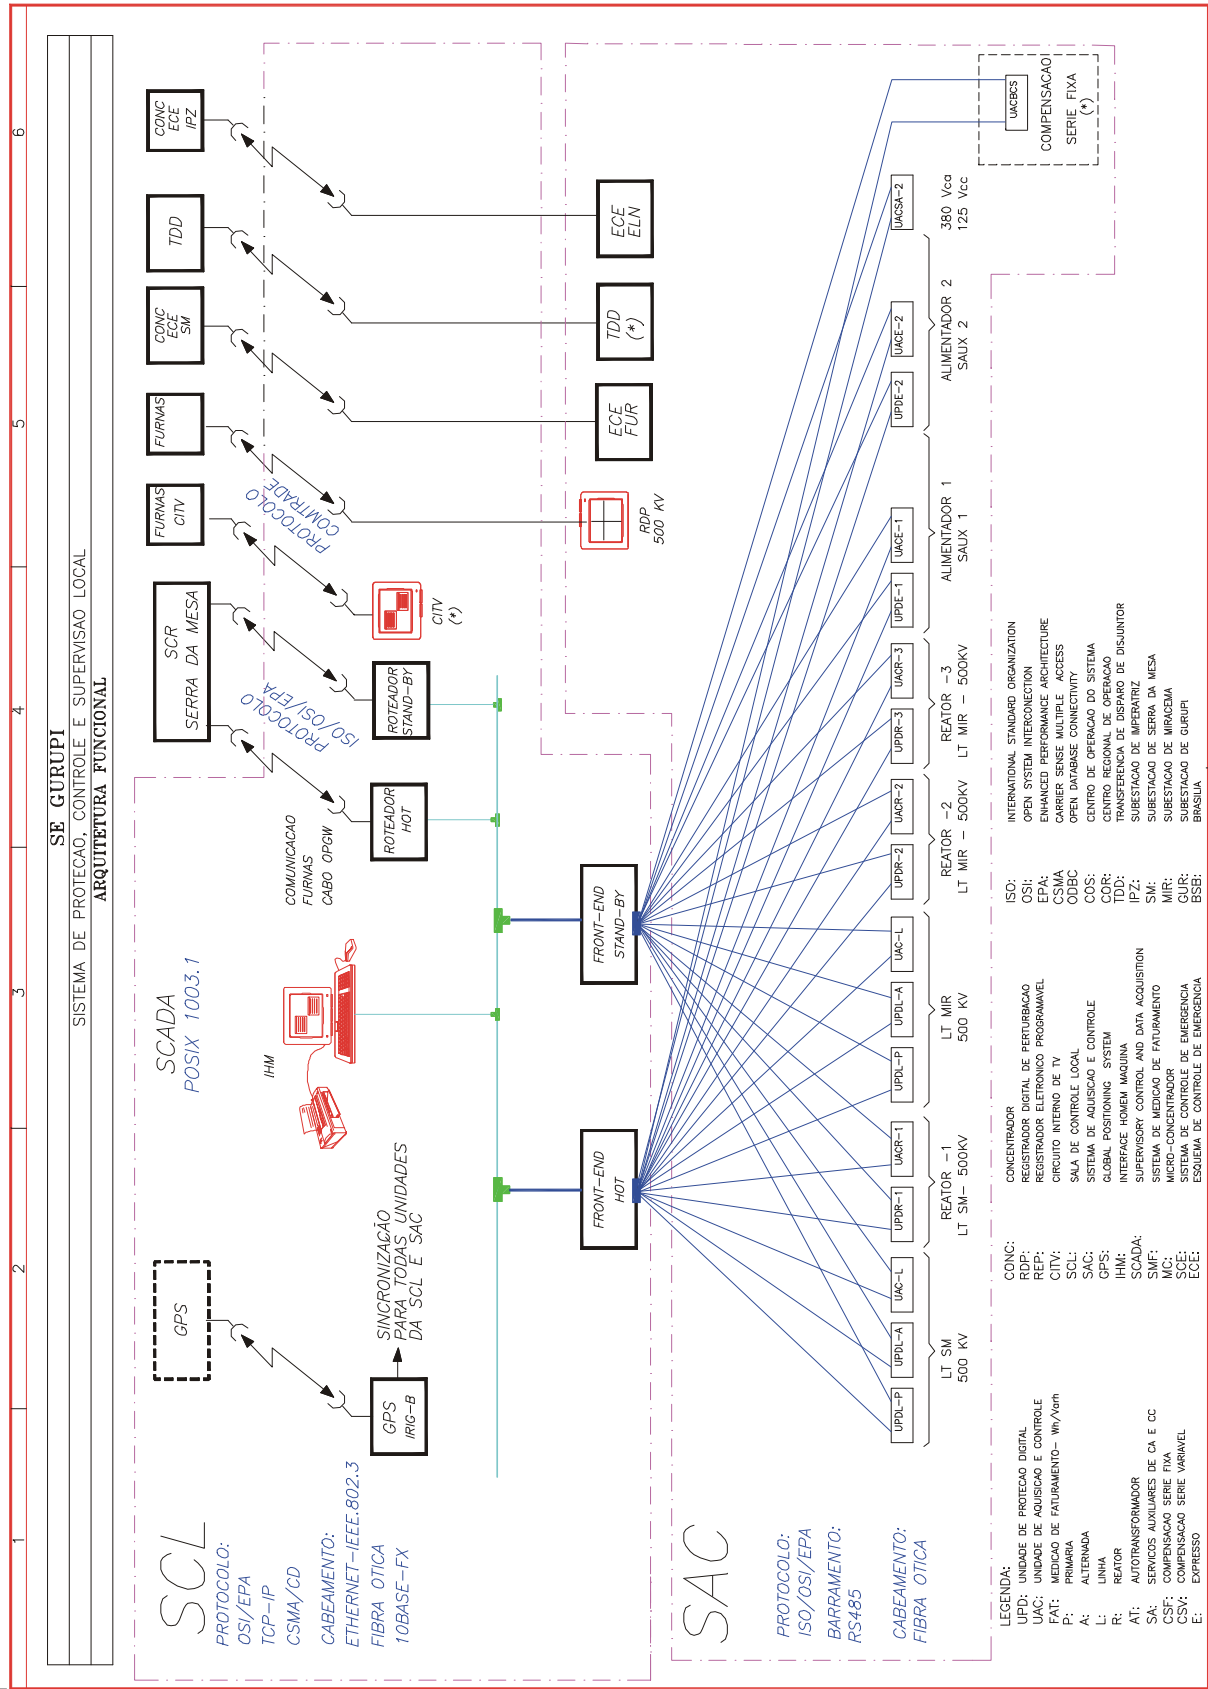 SE GURUPI
SISTEMA DE PROTECAO, CONTROLE E SUPERVISAO LOCAL
ARQUITETURA FUNCIONAL
1
2
3
4
5
6
SCL
PROTOCOLO:
OSI/EPA
TCP-IP
CSMA/CD
CABEAMENTO:
ETHERNET-IEEE.802.3
FIBRA OTICA
10BASE-FX
GPS
GPS
IRIG-B
SINCRONIZAÇÃO
PARA TODAS UNIDADES
DA SCL E SAC
SCADA
POSIX 1003.1
IHM
COMUNICACAO
FURNAS
CABO OPGW
SCR
SERRA DA MESA
FURNAS
CITV
FURNAS
CONC
ECE
SM
TDD
CONC
ECE
IPZ
PROTOCOLO
ISO/OSI/EPA
PROTOCOLO
COMTRADE
ROTEADOR
HOT
ROTEADOR
STAND-BY
CITV
(*)
RDP
500 KV
ECE
FUR
TDD
(*)
ECE
ELN
FRONT-END
HOT
FRONT-END
STAND-BY
SAC
PROTOCOLO:
ISO/OSI/EPA
BARRAMENTO:
RS485
CABEAMENTO:
FIBRA OTICA
UPDL-P
UPDL-A
UAC-L
UPDR-1
UACR-1
UPDL-P
UPDL-A
UAC-L
UPDR-2
UACR-2
UPDR-3
UACR-3
UPDE-1
UACE-1
UPDE-2
UACE-2
UACSA-2
UACBCS
LT SM
500 KV
REATOR -1
LT SM- 500KV
LT MIR
500 KV
REATOR -2
LT MIR - 500KV
REATOR -3
LT MIR - 500KV
ALIMENTADOR 1
SAUX 1
ALIMENTADOR 2
SAUX 2
380 Vca
125 Vcc
COMPENSACAO
SERIE FIXA
(*)
LEGENDA:
UPD: UNIDADE DE PROTECAO DIGITAL
UAC: UNIDADE DE AQUISICAO E CONTROLE
FAT: MEDICAO DE FATURAMENTO- Wh/Varh
P: PRIMARIA
A: ALTERNADA
L: LINHA
R: REATOR
AT: AUTOTRANSFORMADOR
SA: SERVICOS AUXILIARES DE CA E CC
CSF: COMPENSACAO SERIE FIXA
CSV: COMPENSACAO SERIE VARIAVEL
E: EXPRESSO
CONC: CONCENTRADOR
RDP: REGISTRADOR DIGITAL DE PERTURBACAO
REP: REGISTRADOR ELETRONICO PROGRAMAVEL
CITV: CIRCUITO INTERNO DE TV
SCL: SALA DE CONTROLE LOCAL
SAC: SISTEMA DE AQUISICAO E CONTROLE
GPS: GLOBAL POSITIONING SYSTEM
IHM: INTERFACE HOMEM MAQUINA
SCADA: SUPERVISORY CONTROL AND DATA ACQUISITION
SMF: SISTEMA DE MEDICAO DE FATURAMENTO
MC: MICRO-CONCENTRADOR
SCE: SISTEMA DE CONTROLE DE EMERGENCIA
ECE: ESQUEMA DE CONTROLE DE EMERGENCIA
ISO: INTERNATIONAL STANDARD ORGANIZATION
OSI: OPEN SYSTEM INTERCONECTION
EPA: ENHANCED PERFORMANCE ARCHITECTURE
CSMA CARRIER SENSE MULTIPLE ACCESS
ODBC OPEN DATABASE CONNECTIVITY
COS: CENTRO DE OPERACAO DO SISTEMA
COR: CENTRO REGIONAL DE OPERACAO
TDD: TRANSFERENCIA DE DISPARO DE DISJUNTOR
IPZ: SUBESTACAO DE IMPERATRIZ
SM: SUBESTACAO DE SERRA DA MESA
MIR: SUBESTACAO DE MIRACEMA
GUR: SUBESTACAO DE GURUPI
BSB: BRASILIA